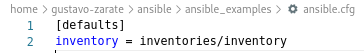 home > gustavo-zarate > ansible > ansible_examples > ansible.cfg
1 [defaults]
2 inventory = inventories/inventory